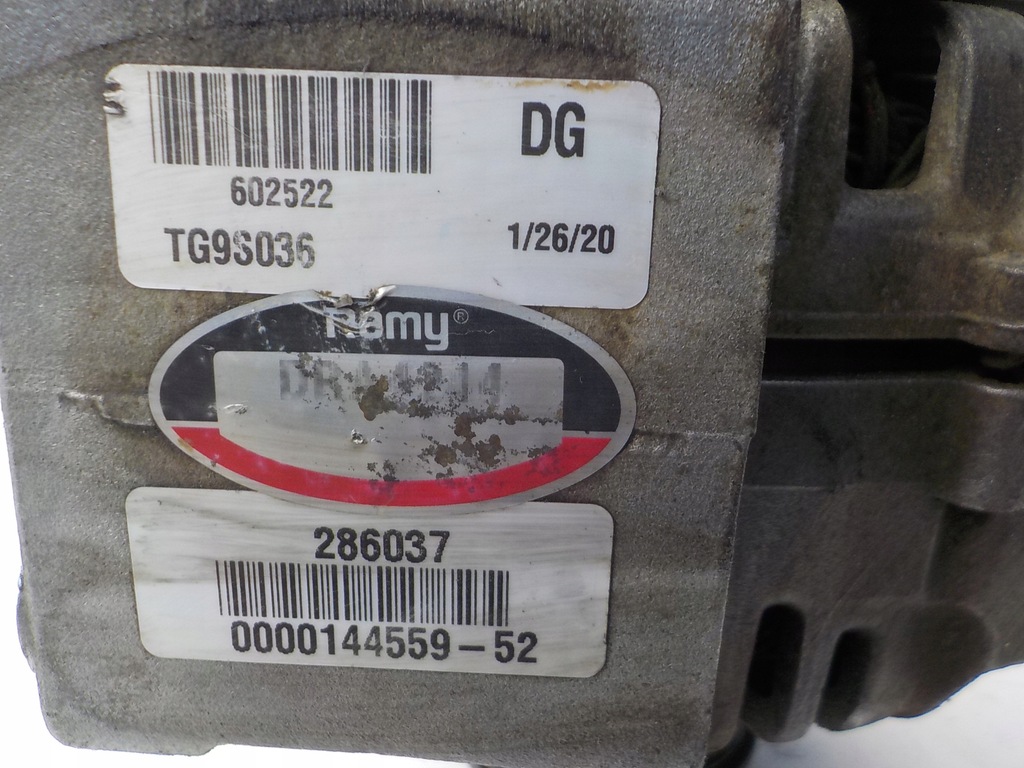 DG
602522
TG9S036 1/26/20
Remy®
286037
0000144559-52